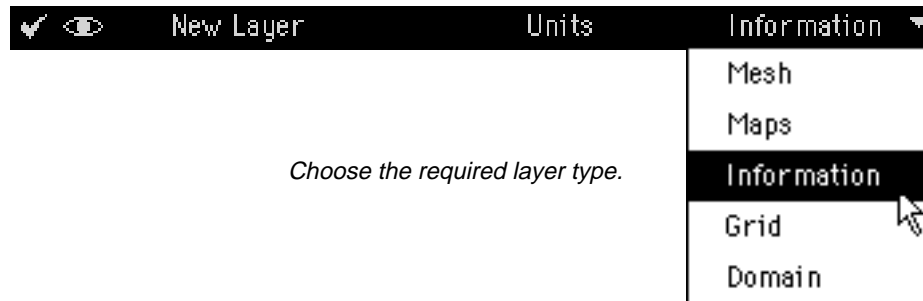 New Layer Units Information
Mesh
Maps
Choose the required layer type.
Information
Grid
Domain